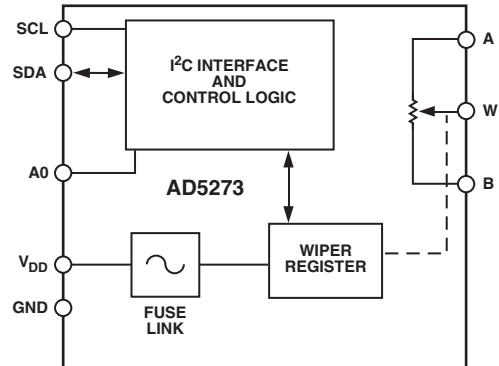 SCL
SDA
A0
V_DD
GND
I²C INTERFACE
AND
CONTROL LOGIC
AD5273
FUSE
LINK
WIPER
REGISTER
A
W
B